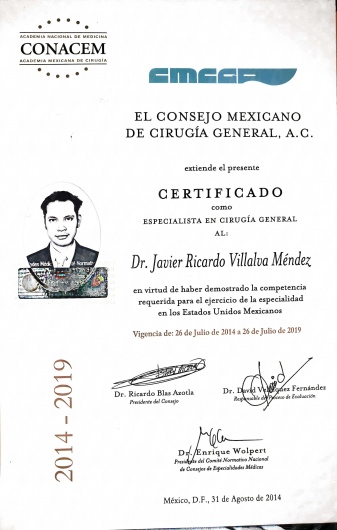 ACADEMIA NACIONAL DE MEDICINA
CONACEM
ACADEMIA MEXICANA DE CIRUGÍA
CMCGAC
EL CONSEJO MEXICANO
DE CIRUGÍA GENERAL, A.C.
extiende el presente
CERTIFICADO
como
ESPECIALISTA EN CIRUGÍA GENERAL
AL:
Dr. Javier Ricardo Villalva Méndez
en virtud de haber demostrado la competencia
requerida para el ejercicio de la especialidad
en los Estados Unidos Mexicanos
Vigencia de: 26 de Julio de 2014 a 26 de Julio de 2019
2014 - 2019
Dr. Ricardo Blas Azotla
Presidente del Consejo
Dr. David Velázquez Fernández
Responsable del Proceso de Evaluación
Dr. Enrique Wolpert
Presidente del Comité Normativo Nacional
de Consejos de Especialidades Médicas
México, D.F., 31 de Agosto de 2014